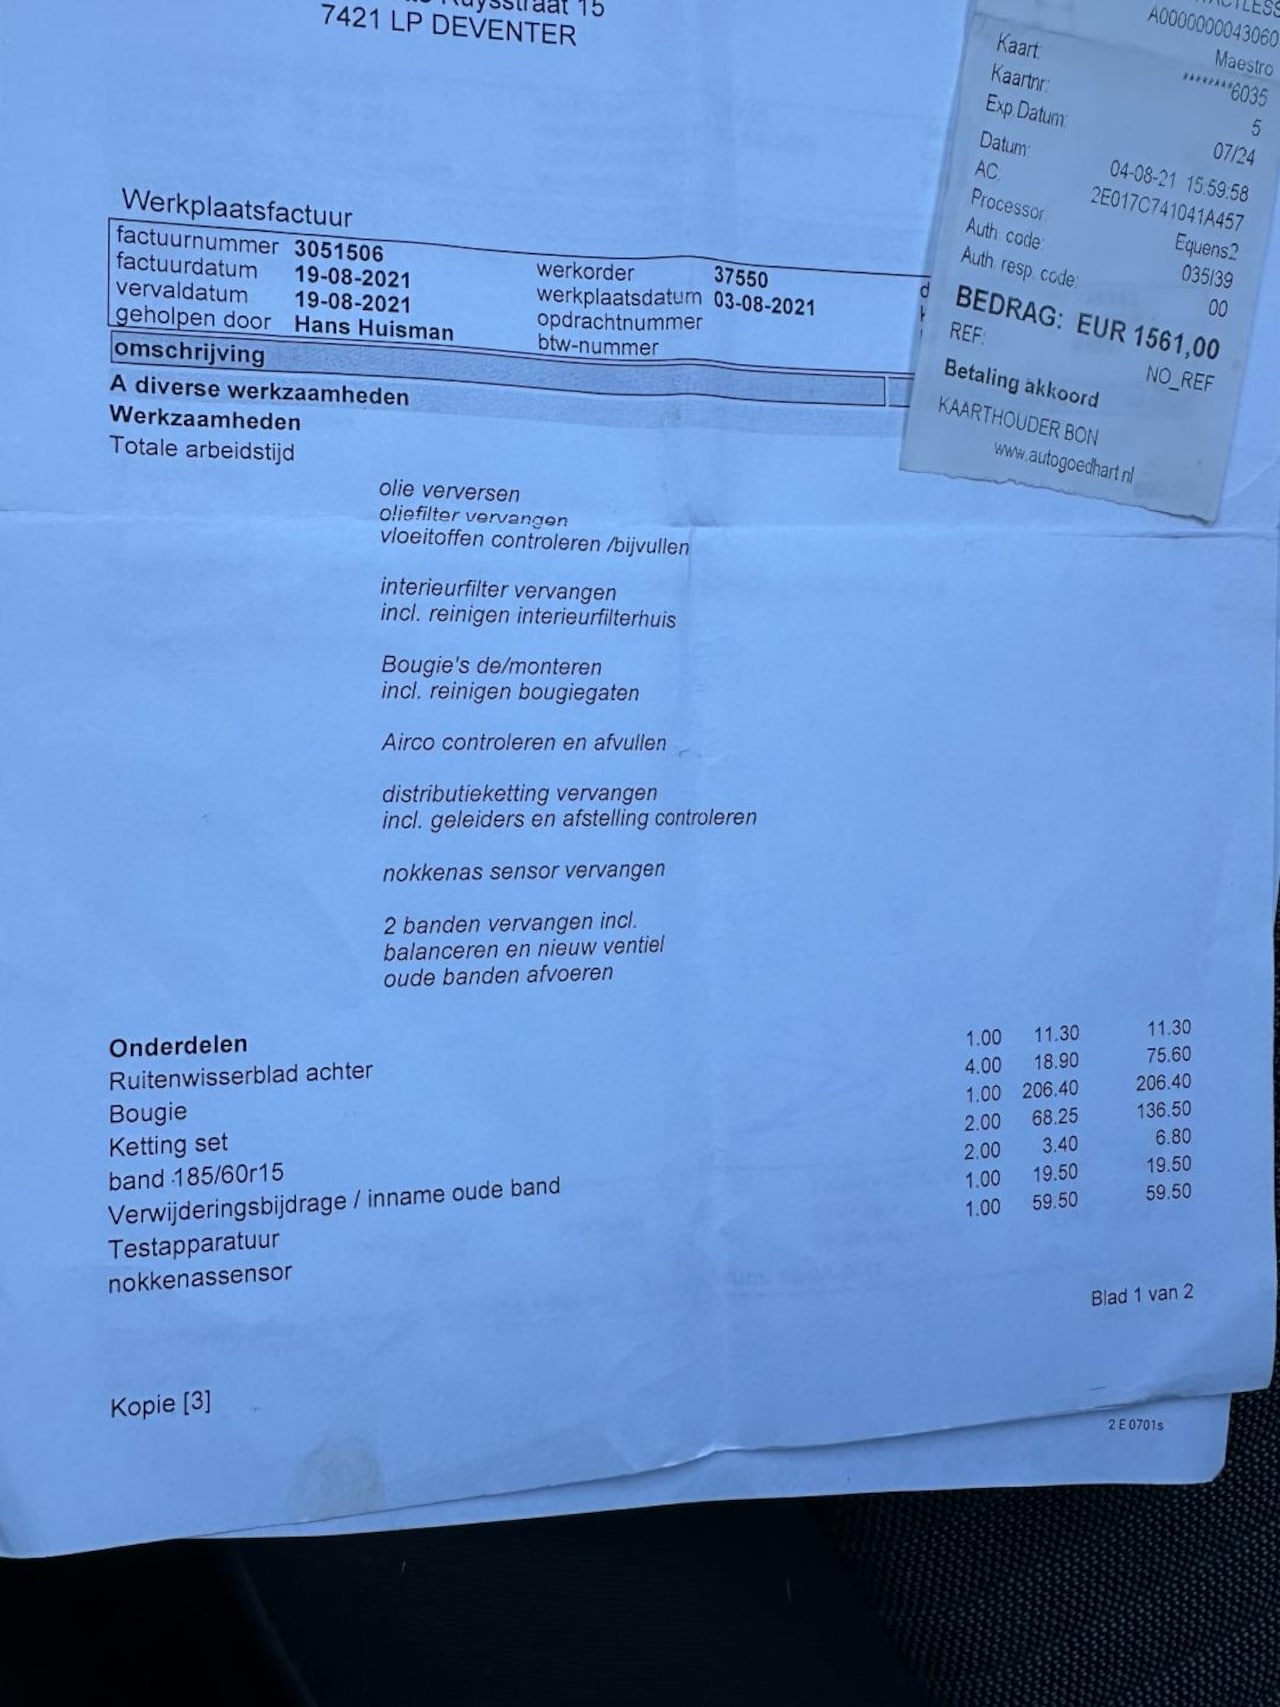 Ruysstraat 15
7421 LP DEVENTER
Werkplaatsfactuur
factuurnummer 3051506
factuurdatum 19-08-2021
vervaldatum 19-08-2021
geholpen door Hans Huisman
werkorder 37550
werkplaatsdatum 03-08-2021
opdrachtnummer
btw-nummer
omschrijving
A diverse werkzaamheden
Werkzaamheden
Totale arbeidstijd
olie verversen
oliefilter vervangen
vloeitoffen controleren /bijvullen
interieurfilter vervangen
incl. reinigen interieurfilterhuis
Bougie's de/monteren
incl. reinigen bougiegaten
Airco controleren en afvullen
distributieketting vervangen
incl. geleiders en afstelling controleren
nokkenas sensor vervangen
2 banden vervangen incl.
balanceren en nieuw ventiel
oude banden afvoeren
Onderdelen
Ruitenwisserblad achter 1.00 11.30 11.30
Bougie 4.00 18.90 75.60
Ketting set 1.00 206.40 206.40
band 185/60r15 2.00 68.25 136.50
Verwijderingsbijdrage / inname oude band 2.00 3.40 6.80
Testapparatuur 1.00 19.50 19.50
nokkenassensor 1.00 59.50 59.50
Blad 1 van 2
Kopie [3]
2 E 0701s
A0000000043060
Maestro
Kaart:
Kaartnr: ********6035
5
Exp.Datum: 07/24
Datum: 04-08-21 15:59:58
AC: 2E017C741041A457
Processor: Equens2
Auth. code: 035I39
Auth. resp. code: 00
BEDRAG: EUR 1561,00
REF: NO_REF
Betaling akkoord
KAARTHOUDER BON
www.autogoedhart.nl